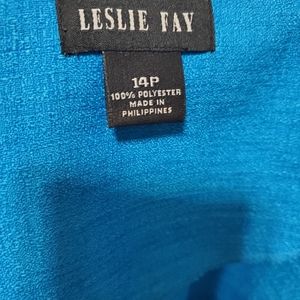 LESLIE FAY
14P
100% POLYESTER
MADE IN
PHILIPPINES